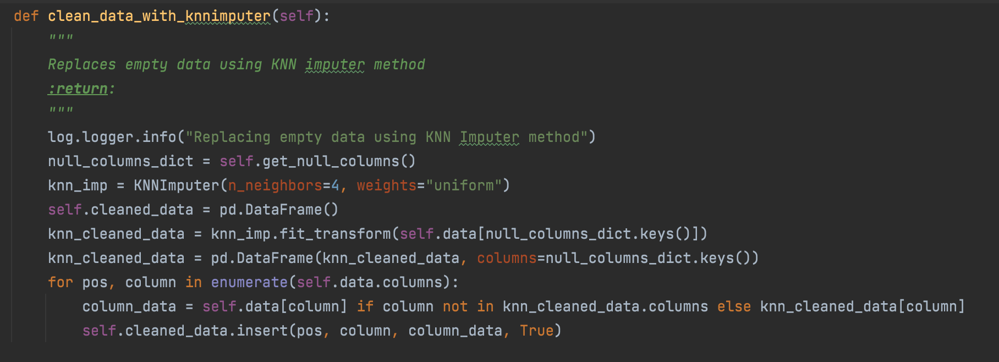 def clean_data_with_knnimputer(self):
    """
    Replaces empty data using KNN imputer method
    :return:
    """
    log.logger.info("Replacing empty data using KNN Imputer method")
    null_columns_dict = self.get_null_columns()
    knn_imp = KNNImputer(n_neighbors=4, weights="uniform")
    self.cleaned_data = pd.DataFrame()
    knn_cleaned_data = knn_imp.fit_transform(self.data[null_columns_dict.keys()])
    knn_cleaned_data = pd.DataFrame(knn_cleaned_data, columns=null_columns_dict.keys())
    for pos, column in enumerate(self.data.columns):
        column_data = self.data[column] if column not in knn_cleaned_data.columns else knn_cleaned_data[column]
        self.cleaned_data.insert(pos, column, column_data, True)